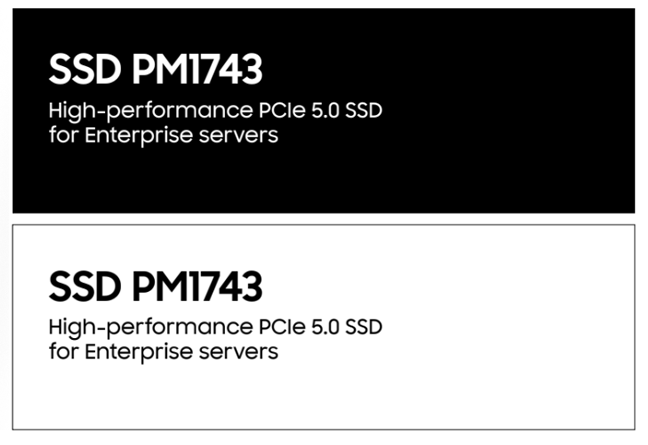 SSD PM1743
High-performance PCIe 5.0 SSD
for Enterprise servers
SSD PM1743
High-performance PCIe 5.0 SSD
for Enterprise servers